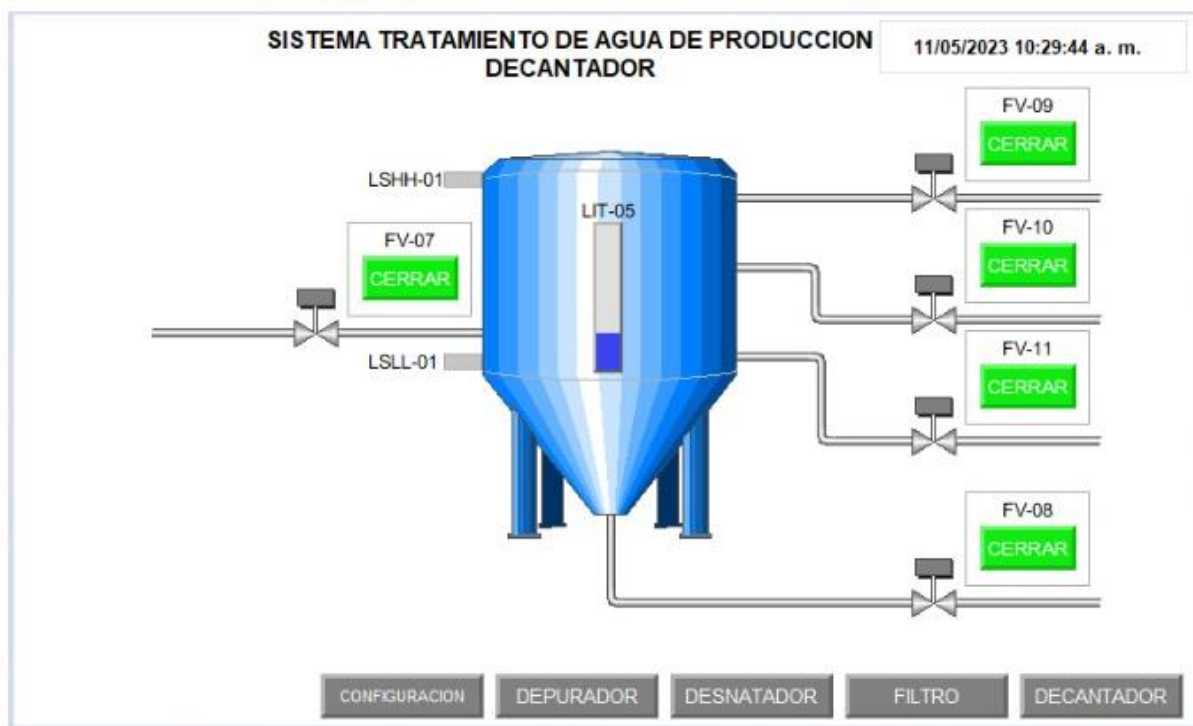 SISTEMA TRATAMIENTO DE AGUA DE PRODUCCION
DECANTADOR
11/05/2023 10:29:44 a. m.
FV-09
CERRAR
LSHH-01
LIT-05
FV-07
CERRAR
FV-10
CERRAR
LSLL-01
FV-11
CERRAR
FV-08
CERRAR
CONFIGURACION
DEPURADOR
DESNATADOR
FILTRO
DECANTADOR